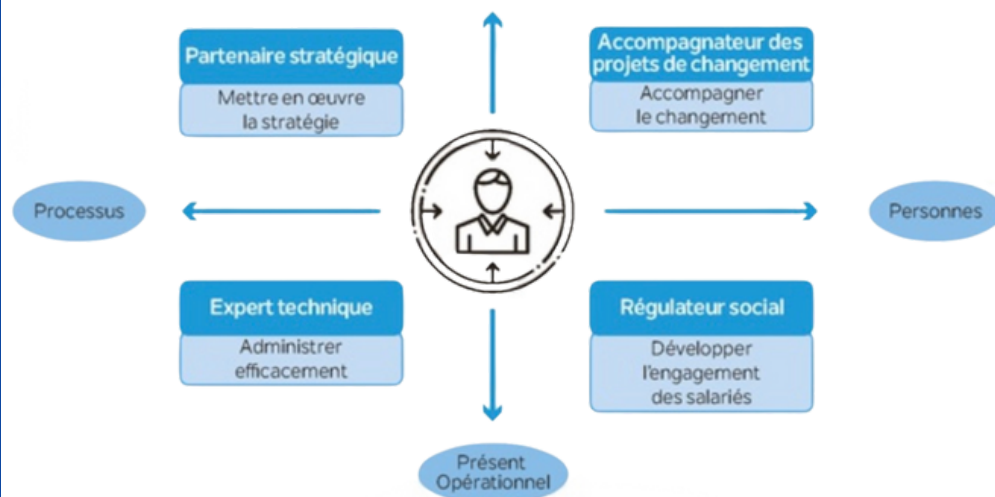 Partenaire stratégique
Mettre en œuvre
la stratégie
Accompagnateur des
projets de changement
Accompagner
le changement
Processus
Personnes
Expert technique
Administrer
efficacement
Régulateur social
Développer
l'engagement
des salariés
Présent
Opérationnel